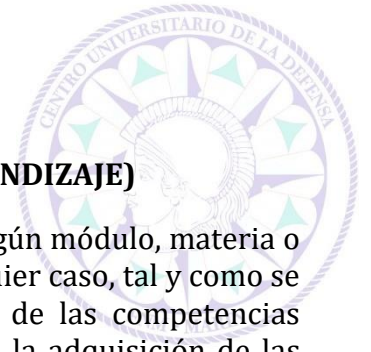 CENTRO UNIVERSITARIO DE LA DEFENSA
NDIZAJE)
gún módulo, materia o
uier caso, tal y como se
de las competencias
la adquisición de las